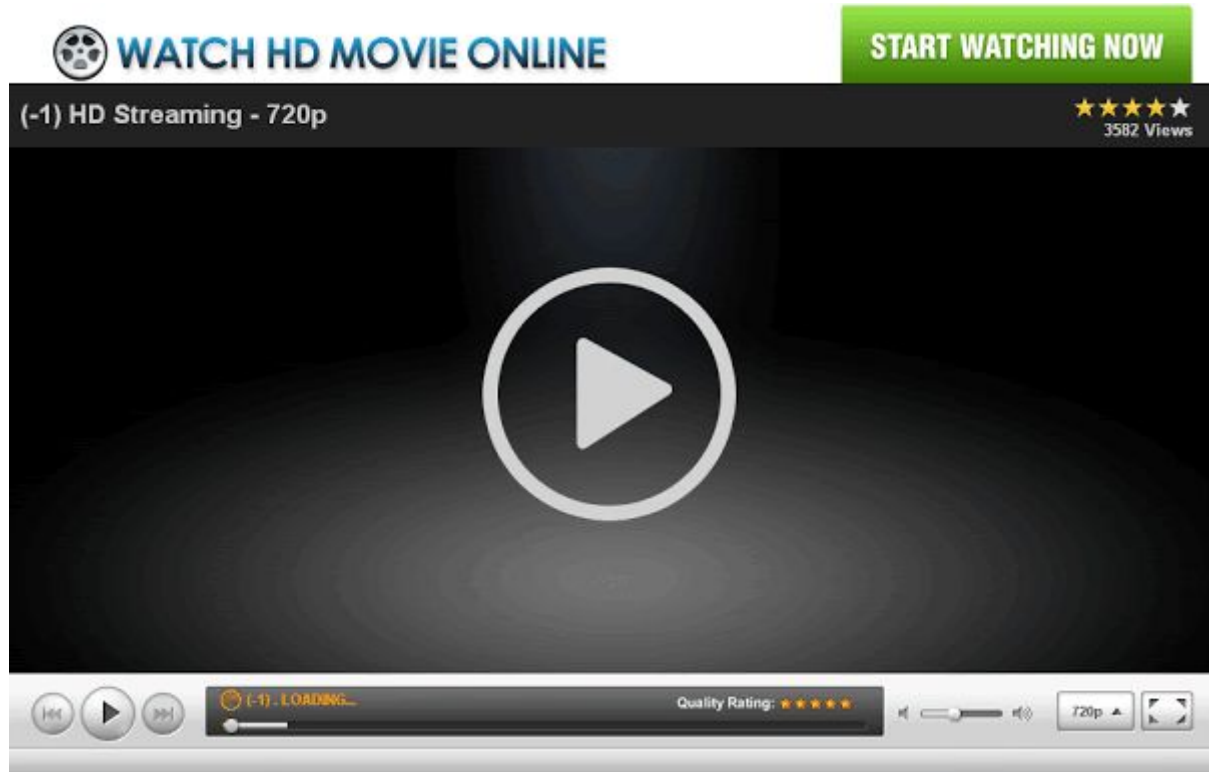 WATCH HD MOVIE ONLINE
START WATCHING NOW
(-1) HD Streaming - 720p
3582 Views
(-1) . LOADING...
Quality Rating:
720p